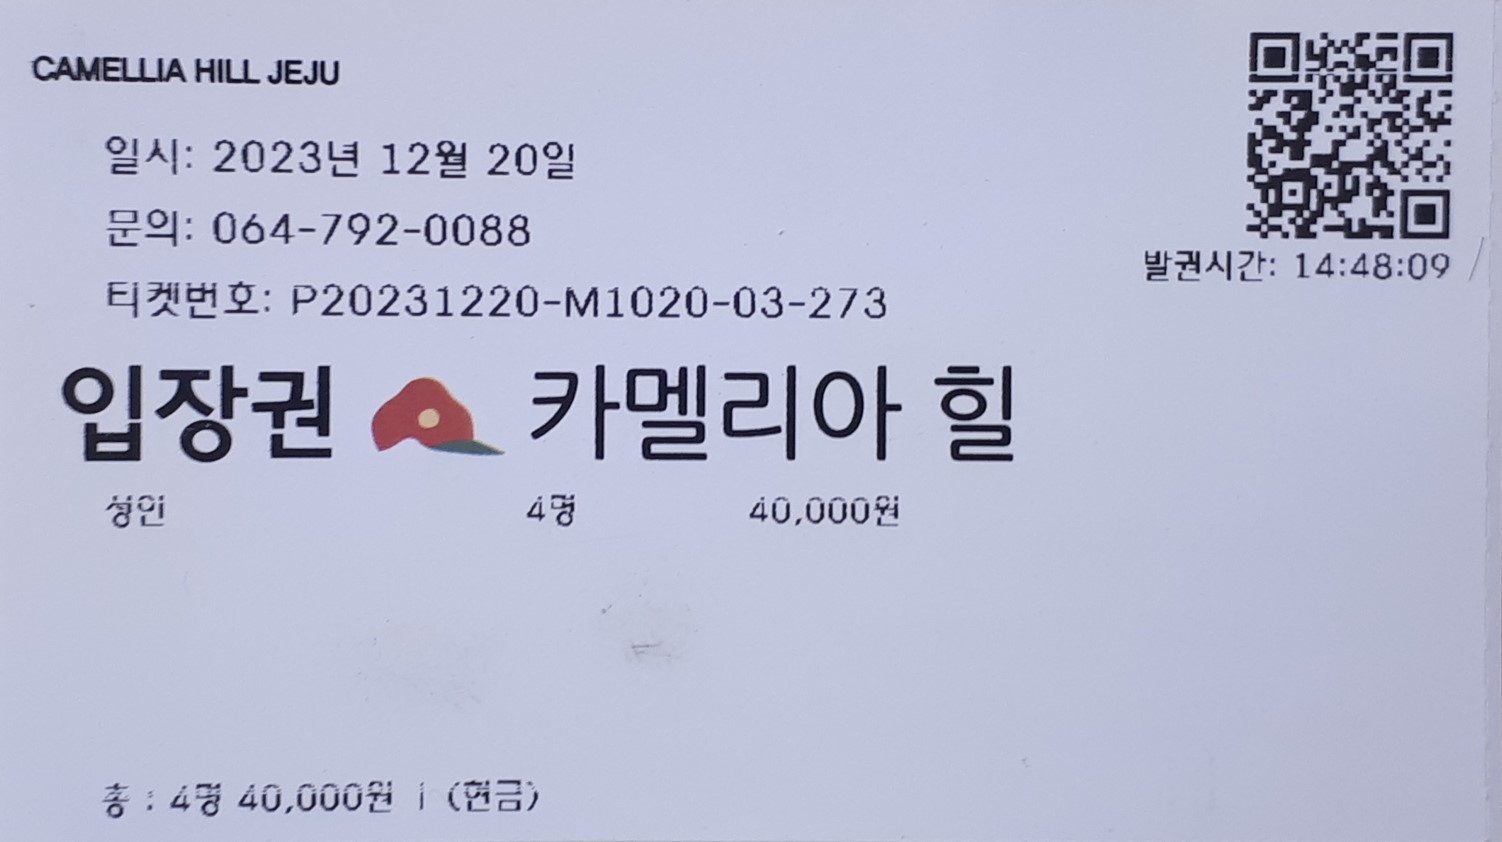 CAMELLIA HILL JEJU
일시: 2023년 12월 20일
문의: 064-792-0088
발권시간: 14:48:09
티켓번호: P20231220-M1020-03-273
입장권 카멜리아 힐
성인 4명 40,000원
총 : 4명 40,000원 | (현금)